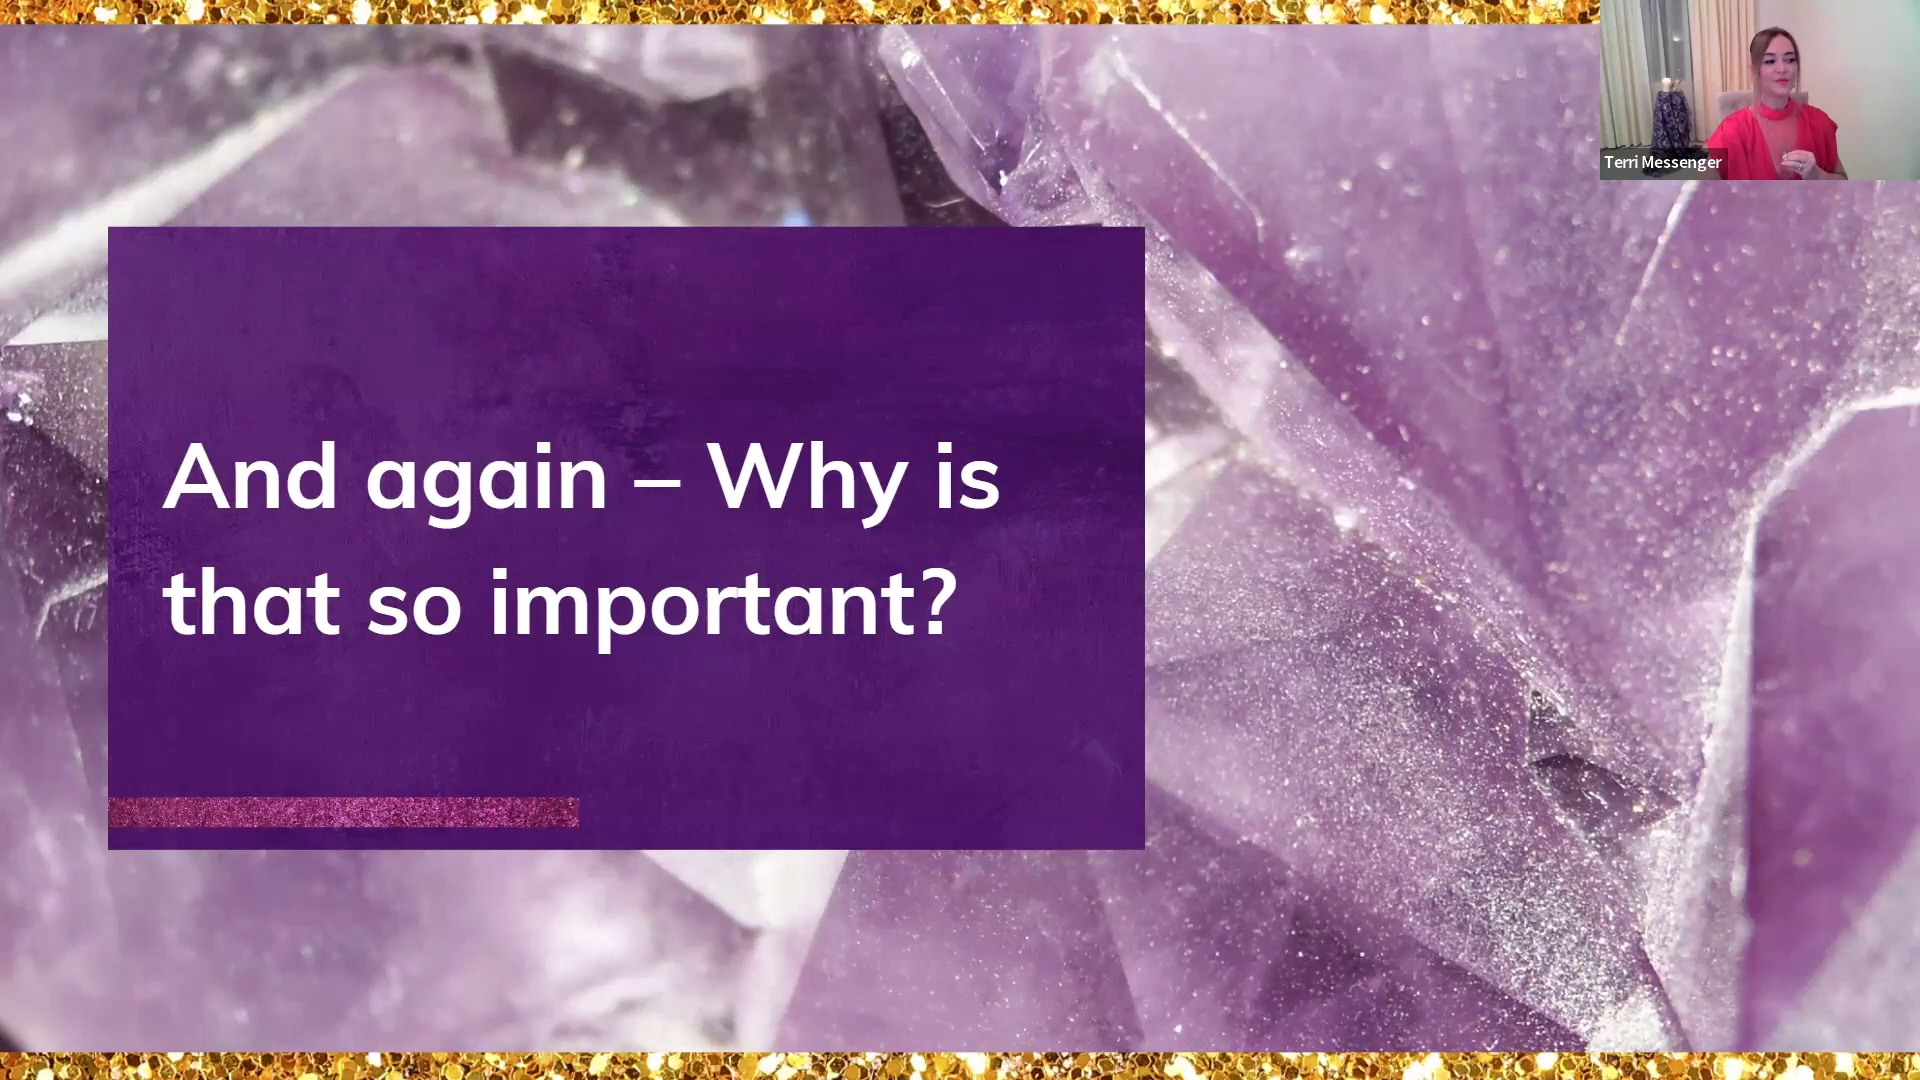 Terri Messenger
And again – Why is
that so important?